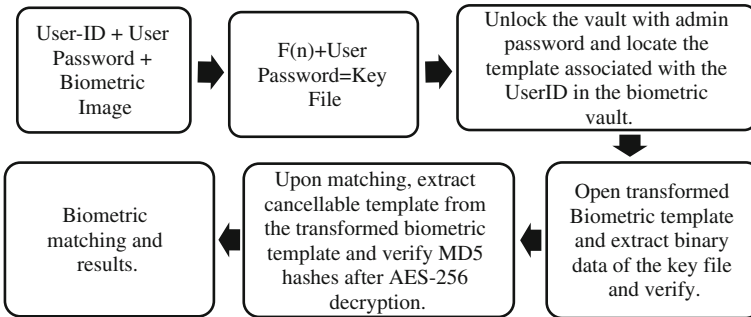 User-ID + User
Password +
Biometric
Image
F(n)+User
Password=Key
File
Unlock the vault with admin
password and locate the
template associated with the
UserID in the biometric
vault.
Open transformed
Biometric template
and extract binary
data of the key file
and verify.
Upon matching, extract
cancellable template from
the transformed biometric
template and verify MD5
hashes after AES-256
decryption.
Biometric
matching and
results.